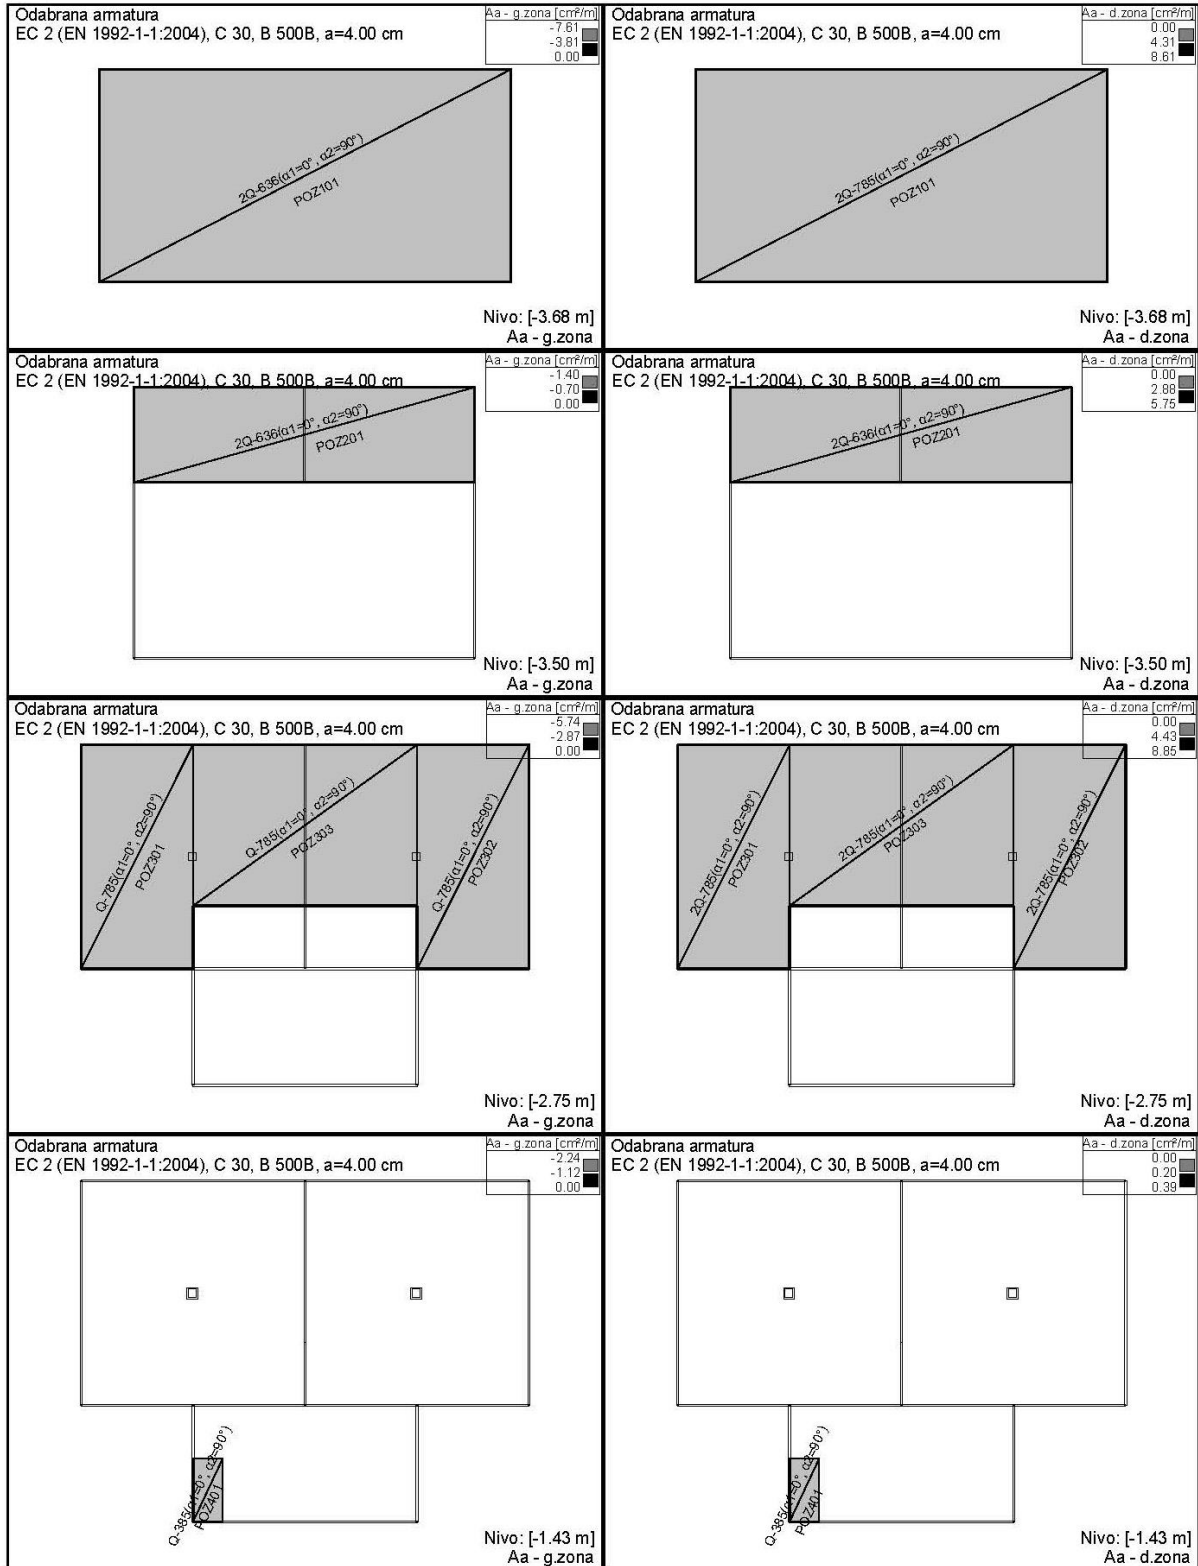 Odabrana armatura
EC 2 (EN 1992-1-1:2004), C 30, B 500B, a=4.00 cm
Aa - g.zona [cm²/m]
-7.61
-3.81
0.00
2Q-636(α1=0°, α2=90°)
POZ101
Nivo: [-3.68 m]
Aa - g.zona
Odabrana armatura
EC 2 (EN 1992-1-1:2004), C 30, B 500B, a=4.00 cm
Aa - d.zona [cm²/m]
0.00
4.31
8.61
2Q-785(α1=0°, α2=90°)
POZ101
Nivo: [-3.68 m]
Aa - d.zona
Odabrana armatura
EC 2 (EN 1992-1-1:2004), C 30, B 500B, a=4.00 cm
Aa - g.zona [cm²/m]
-1.40
-0.70
0.00
2Q-636(α1=0°, α2=90°)
POZ201
Nivo: [-3.50 m]
Aa - g.zona
Odabrana armatura
EC 2 (EN 1992-1-1:2004), C 30, B 500B, a=4.00 cm
Aa - d.zona [cm²/m]
0.00
2.88
5.75
2Q-636(α1=0°, α2=90°)
POZ201
Nivo: [-3.50 m]
Aa - d.zona
Odabrana armatura
EC 2 (EN 1992-1-1:2004), C 30, B 500B, a=4.00 cm
Aa - g.zona [cm²/m]
-5.74
-2.87
0.00
Q-785(α1=0°, α2=90°)
POZ301
Q-785(α1=0°, α2=90°)
POZ303
Q-785(α1=0°, α2=90°)
POZ302
Nivo: [-2.75 m]
Aa - g.zona
Odabrana armatura
EC 2 (EN 1992-1-1:2004), C 30, B 500B, a=4.00 cm
Aa - d.zona [cm²/m]
0.00
4.43
8.85
2Q-785(α1=0°, α2=90°)
POZ301
2Q-785(α1=0°, α2=90°)
POZ303
2Q-785(α1=0°, α2=90°)
POZ302
Nivo: [-2.75 m]
Aa - d.zona
Odabrana armatura
EC 2 (EN 1992-1-1:2004), C 30, B 500B, a=4.00 cm
Aa - g.zona [cm²/m]
-2.24
-1.12
0.00
Q-385(α1=0°, α2=90°)
POZ401
Nivo: [-1.43 m]
Aa - g.zona
Odabrana armatura
EC 2 (EN 1992-1-1:2004), C 30, B 500B, a=4.00 cm
Aa - d.zona [cm²/m]
0.00
0.20
0.39
Q-385(α1=0°, α2=90°)
POZ401
Nivo: [-1.43 m]
Aa - d.zona